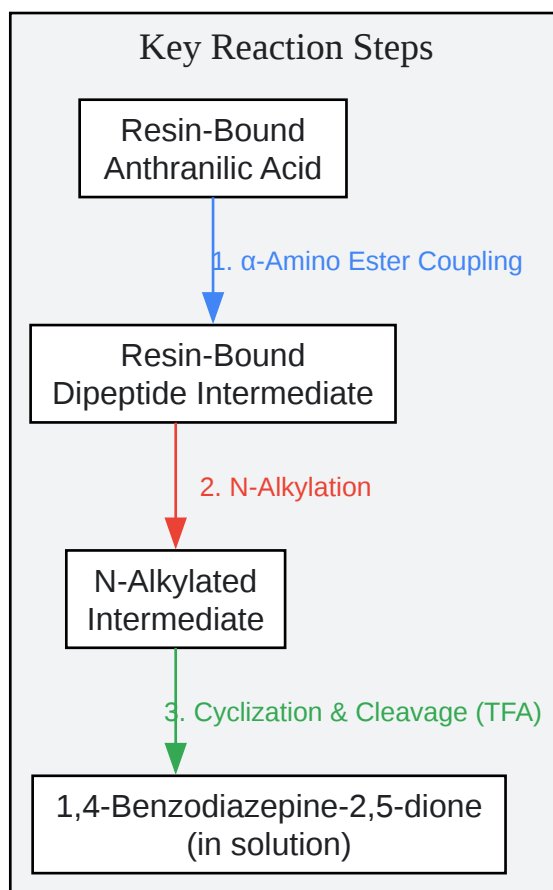 Key Reaction Steps
Resin-Bound
Anthranilic Acid
1. α-Amino Ester Coupling
Resin-Bound
Dipeptide Intermediate
2. N-Alkylation
N-Alkylated
Intermediate
3. Cyclization & Cleavage (TFA)
1,4-Benzodiazepine-2,5-dione
(in solution)